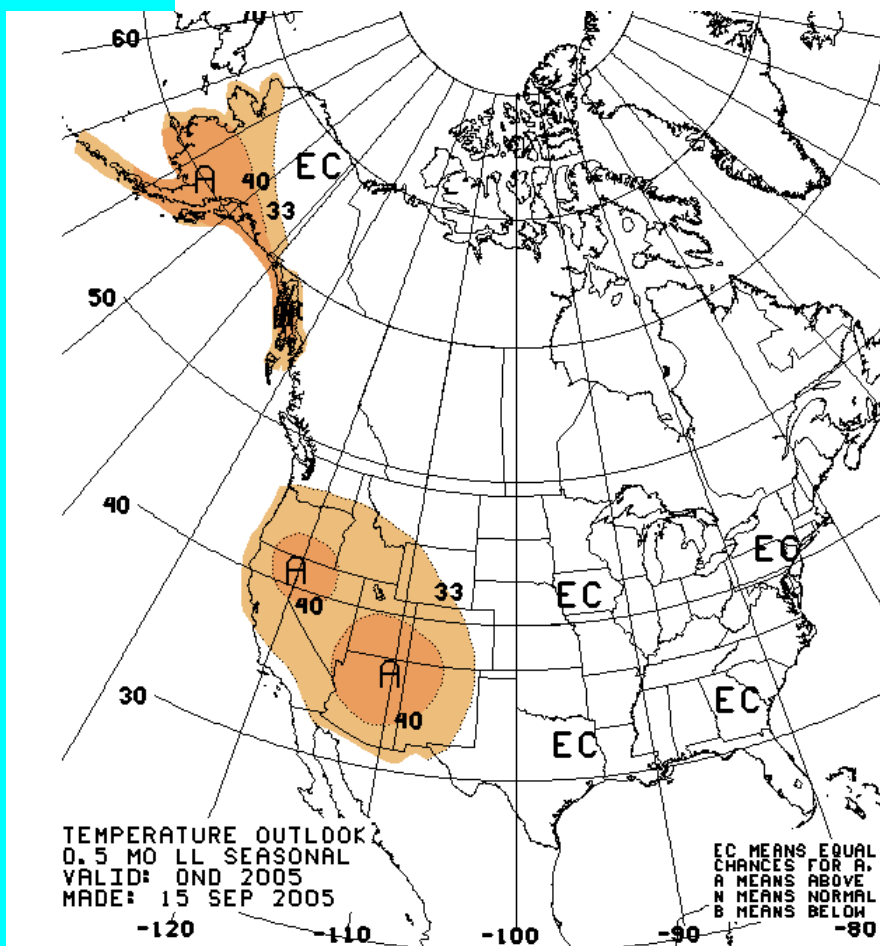 70
60
EC
A
40
33
50
40
A
40
33
EC
EC
A
40
EC
30
EC
TEMPERATURE OUTLOOK
0.5 MO LL SEASONAL
VALID: OND 2005
MADE: 15 SEP 2005
EC MEANS EQUAL
CHANCES FOR A,
A MEANS ABOVE
N MEANS NORMAL
B MEANS BELOW
-120
-110
-100
-90
-80